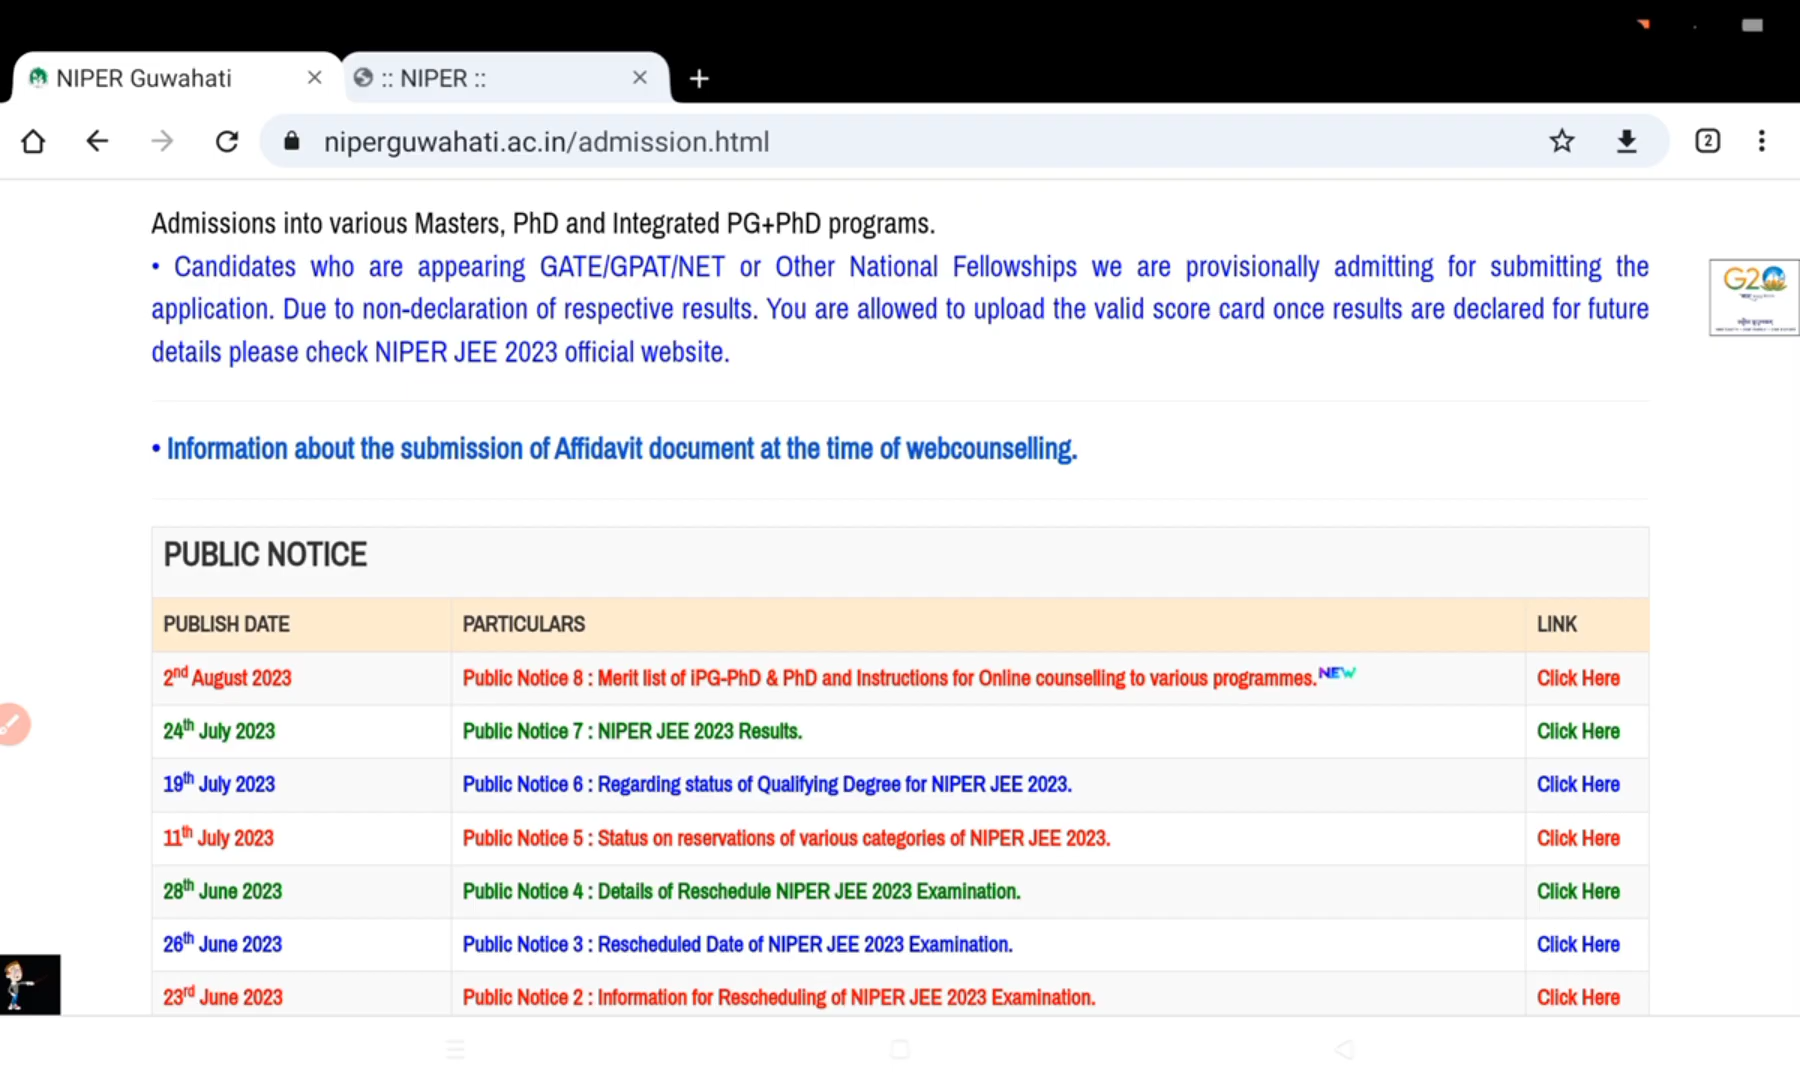 NIPER Guwahati
:: NIPER ::
niperguwahati.ac.in/admission.html
2
Admissions into various Masters, PhD and Integrated PG+PhD programs.
• Candidates who are appearing GATE/GPAT/NET or Other National Fellowships we are provisionally admitting for submitting the
application. Due to non-declaration of respective results. You are allowed to upload the valid score card once results are declared for future
details please check NIPER JEE 2023 official website.
G20
• Information about the submission of Affidavit document at the time of webcounselling.
PUBLIC NOTICE
PUBLISH DATE PARTICULARS LINK
2nd August 2023 Public Notice 8 : Merit list of iPG-PhD & PhD and Instructions for Online counselling to various programmes. NEW Click Here
24th July 2023 Public Notice 7 : NIPER JEE 2023 Results. Click Here
19th July 2023 Public Notice 6 : Regarding status of Qualifying Degree for NIPER JEE 2023. Click Here
11th July 2023 Public Notice 5 : Status on reservations of various categories of NIPER JEE 2023. Click Here
28th June 2023 Public Notice 4 : Details of Reschedule NIPER JEE 2023 Examination. Click Here
26th June 2023 Public Notice 3 : Rescheduled Date of NIPER JEE 2023 Examination. Click Here
23rd June 2023 Public Notice 2 : Information for Rescheduling of NIPER JEE 2023 Examination. Click Here